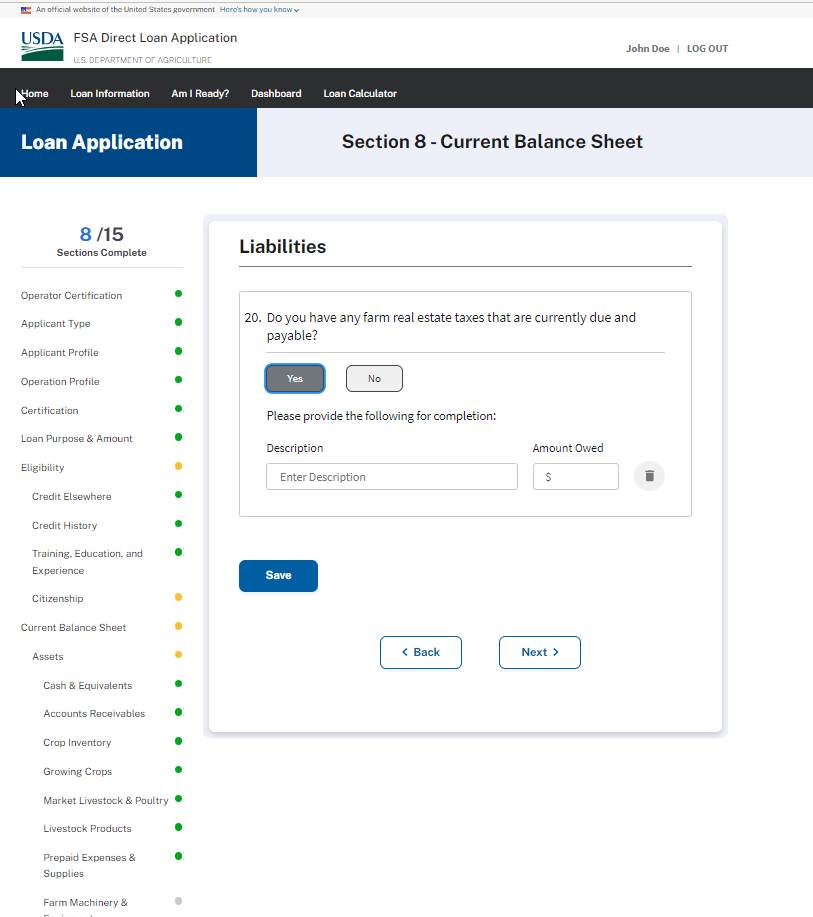 An official website of the United States government Here's how you know
USDA
FSA Direct Loan Application
U.S. DEPARTMENT OF AGRICULTURE
John Doe | LOG OUT
Home Loan Information Am I Ready? Dashboard Loan Calculator
Loan Application
Section 8 - Current Balance Sheet
8 /15
Sections Complete
Operator Certification
Applicant Type
Applicant Profile
Operation Profile
Certification
Loan Purpose & Amount
Eligibility
Credit Elsewhere
Credit History
Training, Education, and
Experience
Citizenship
Current Balance Sheet
Assets
Cash & Equivalents
Accounts Receivables
Crop Inventory
Growing Crops
Market Livestock & Poultry
Livestock Products
Prepaid Expenses &
Supplies
Farm Machinery &
Liabilities
20. Do you have any farm real estate taxes that are currently due and
payable?
Yes No
Please provide the following for completion:
Description Amount Owed
Enter Description $
Save
< Back Next >